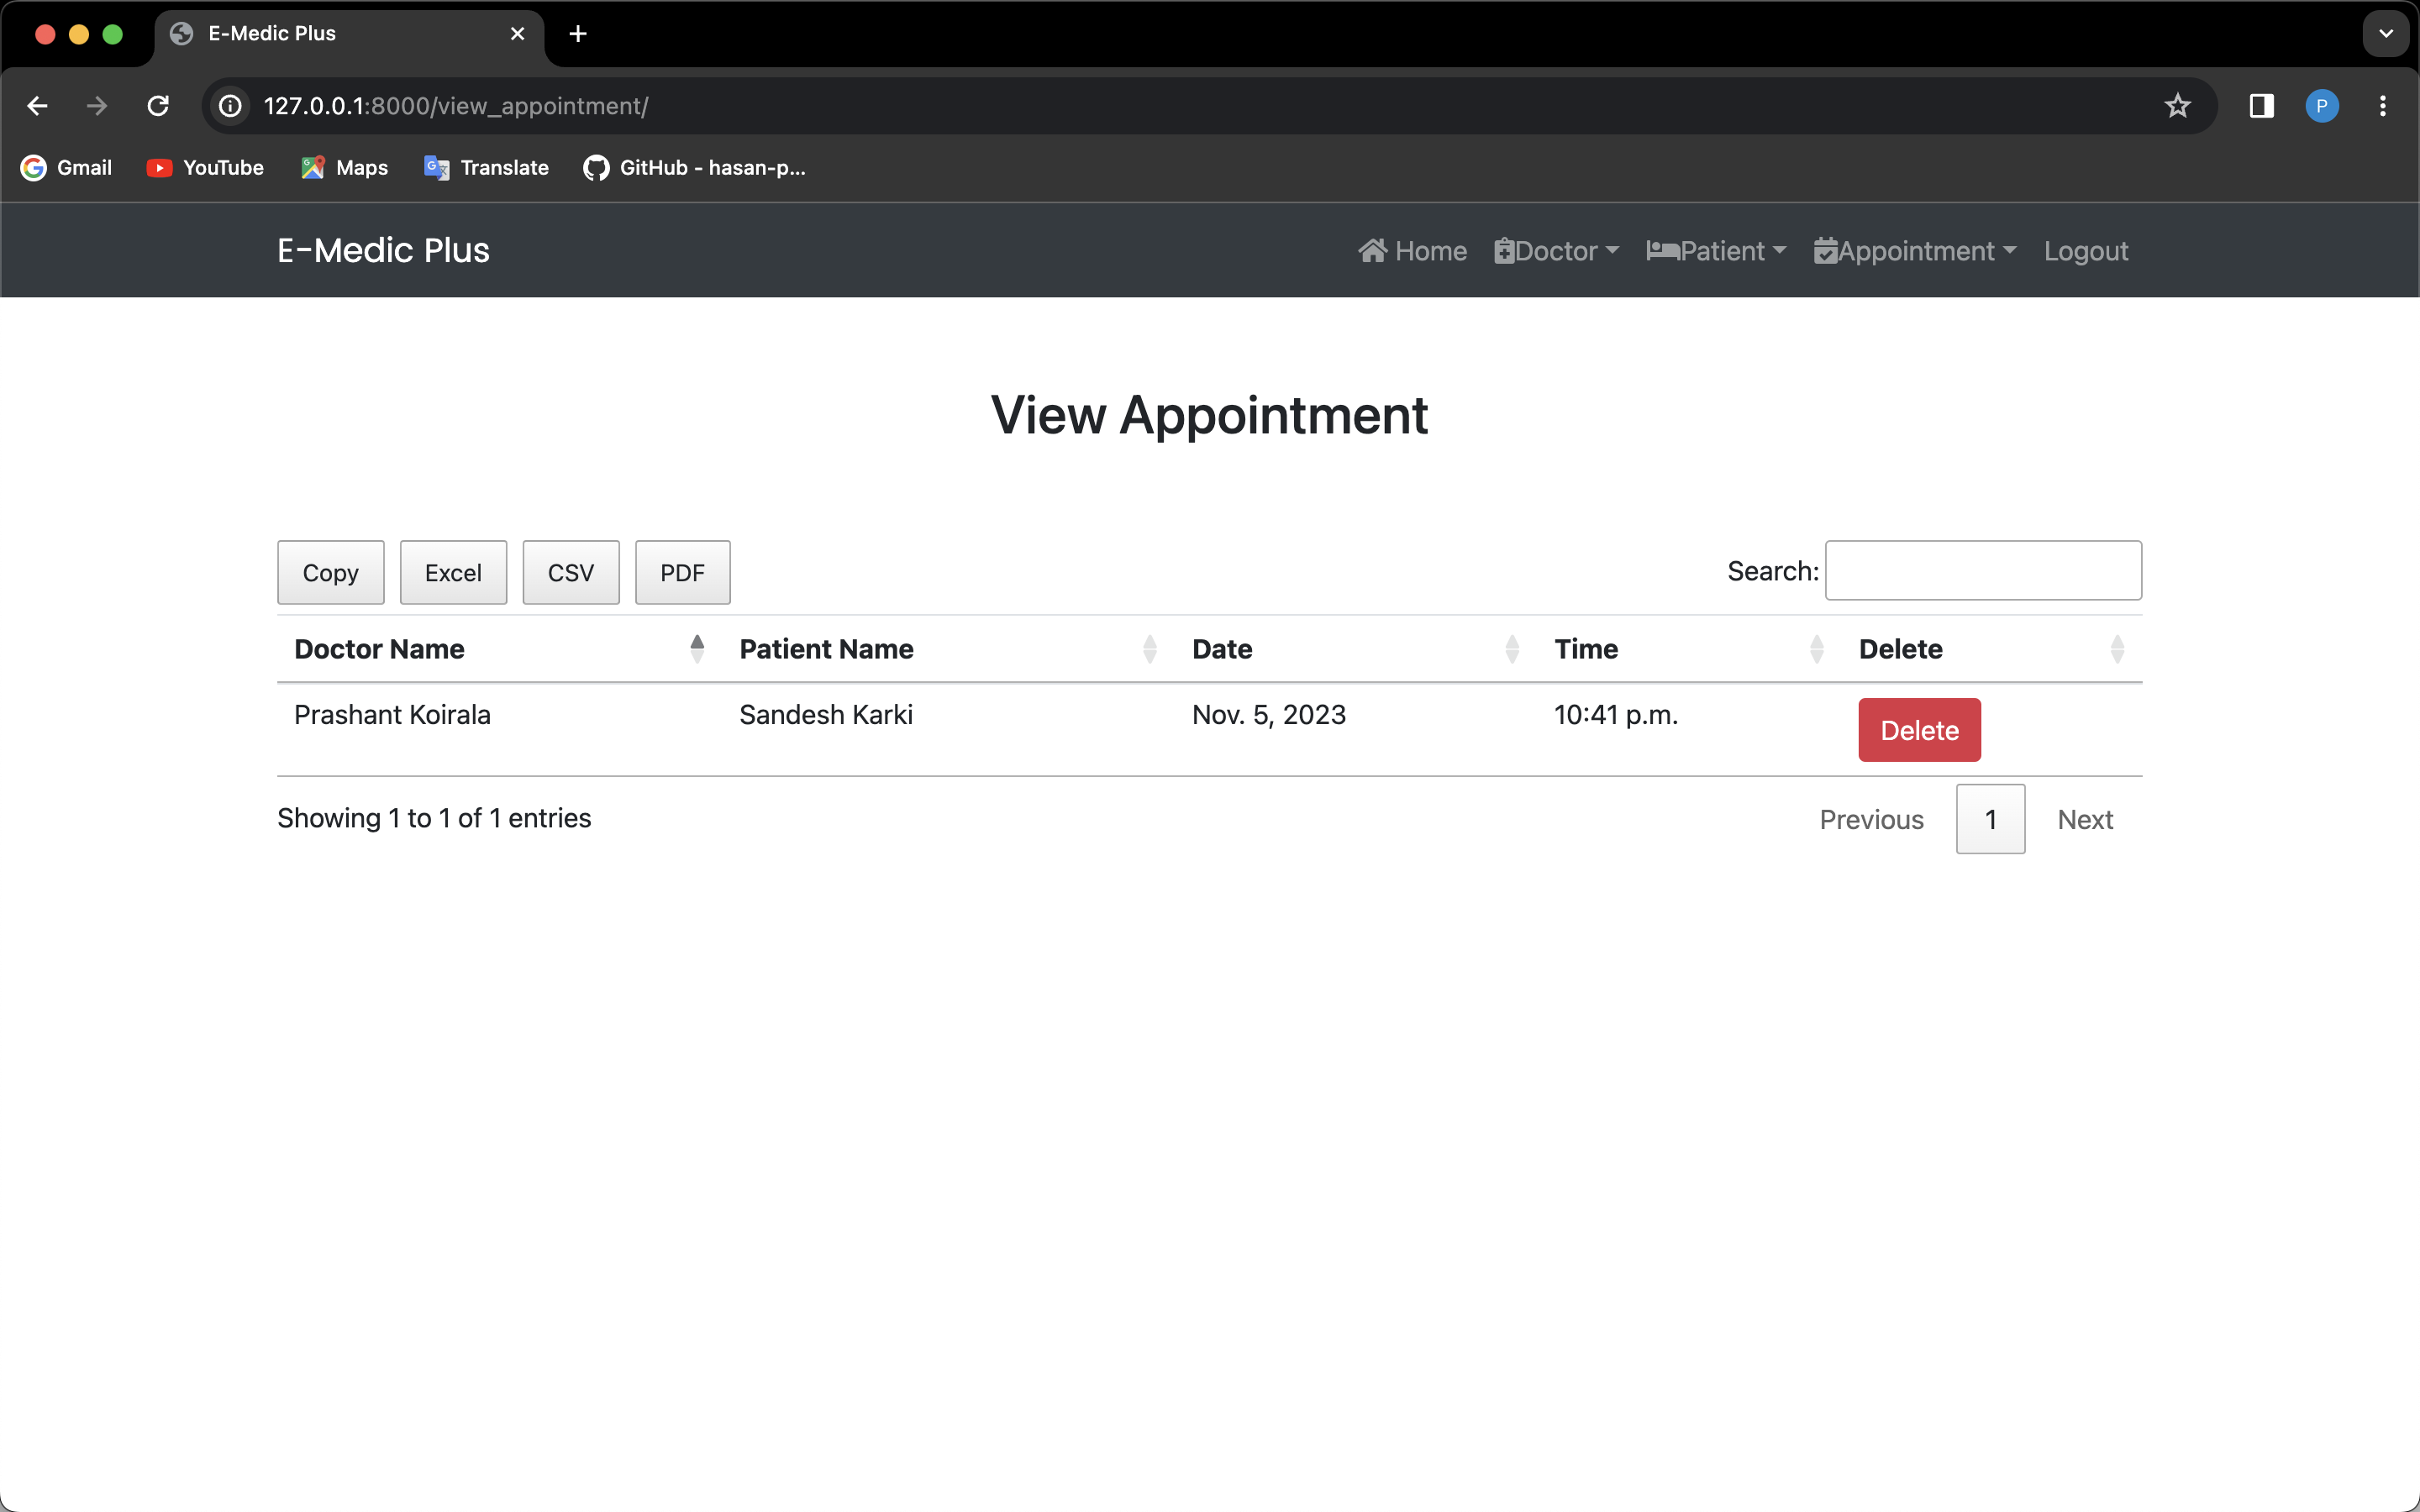 E-Medic Plus
127.0.0.1:8000/view_appointment/
P
Gmail YouTube Maps Translate GitHub - hasan-p...
E-Medic Plus Home Doctor Patient Appointment Logout
View Appointment
Copy Excel CSV PDF Search:
Doctor Name Patient Name Date Time Delete
Prashant Koirala Sandesh Karki Nov. 5, 2023 10:41 p.m. Delete
Showing 1 to 1 of 1 entries Previous 1 Next